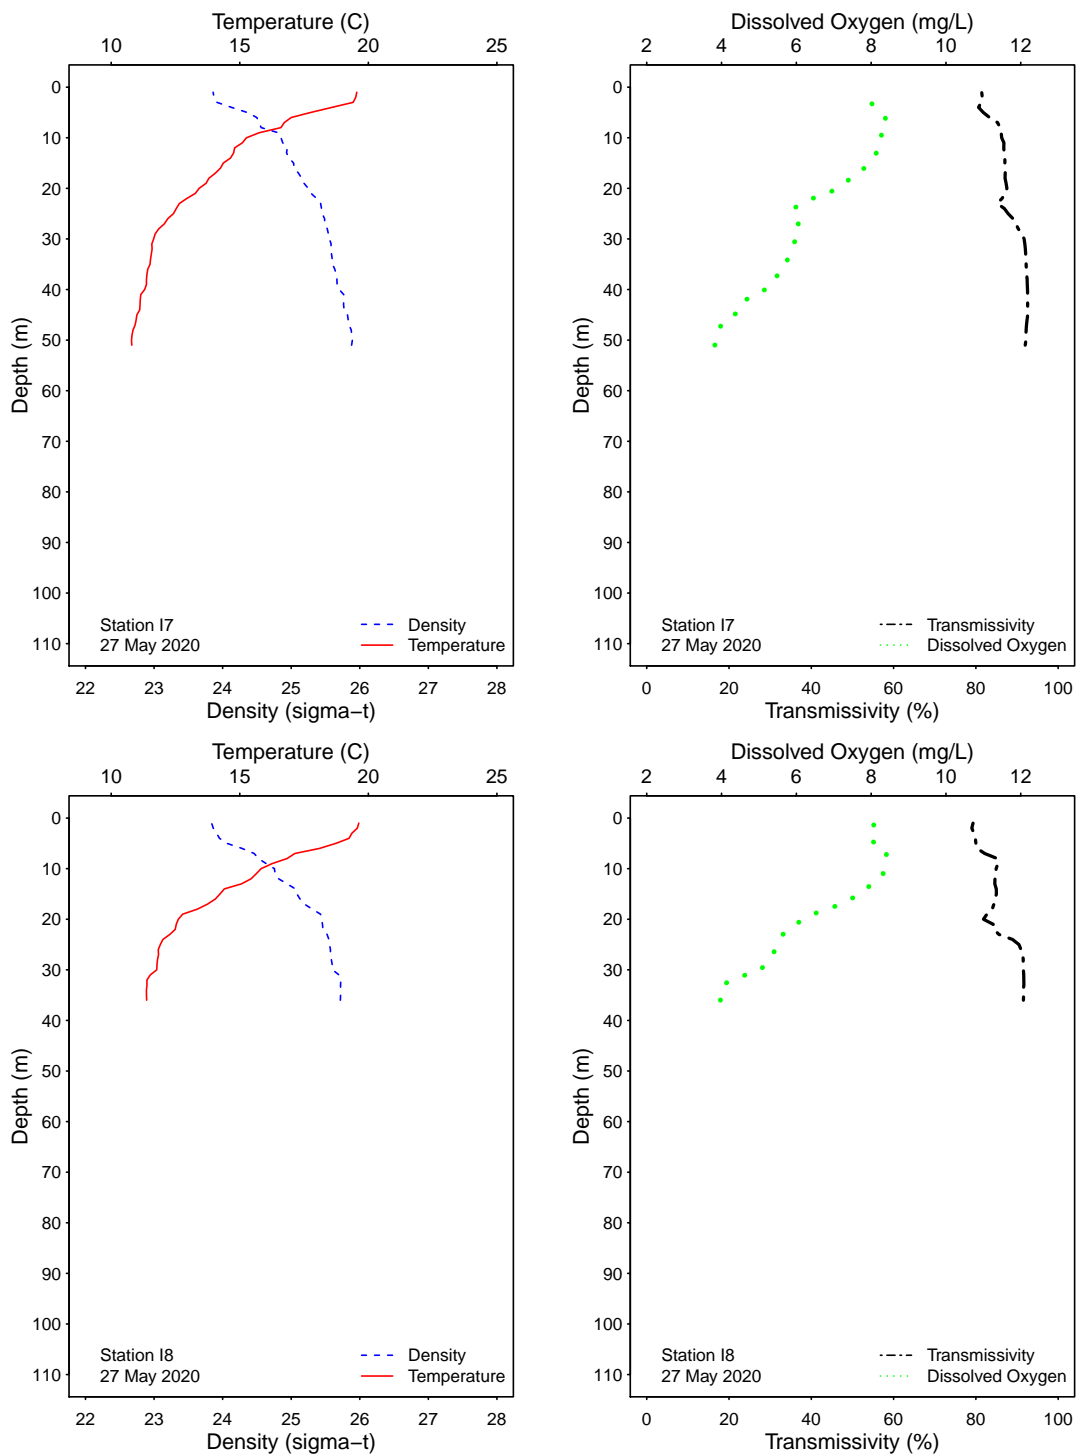 Temperature (C)
10 15 20 25
0
10
20
30
40
50
60
70
80
90
100
110
Depth (m)
Station I7
27 May 2020
Density
Temperature
22 23 24 25 26 27 28
Density (sigma−t)
Dissolved Oxygen (mg/L)
2 4 6 8 10 12
0
10
20
30
40
50
60
70
80
90
100
110
Depth (m)
Station I7
27 May 2020
Transmissivity
Dissolved Oxygen
0 20 40 60 80 100
Transmissivity (%)
Temperature (C)
10 15 20 25
0
10
20
30
40
50
60
70
80
90
100
110
Depth (m)
Station I8
27 May 2020
Density
Temperature
22 23 24 25 26 27 28
Density (sigma−t)
Dissolved Oxygen (mg/L)
2 4 6 8 10 12
0
10
20
30
40
50
60
70
80
90
100
110
Depth (m)
Station I8
27 May 2020
Transmissivity
Dissolved Oxygen
0 20 40 60 80 100
Transmissivity (%)